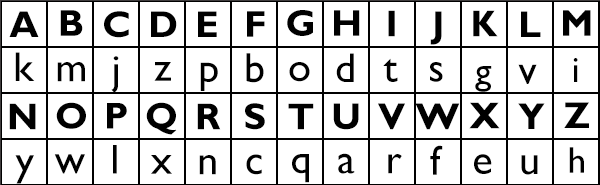 A B C D E F G H I J K L M
k m j z p b o d t s g v i
N O P Q R S T U V W X Y Z
y w l x n c q a r f e u h